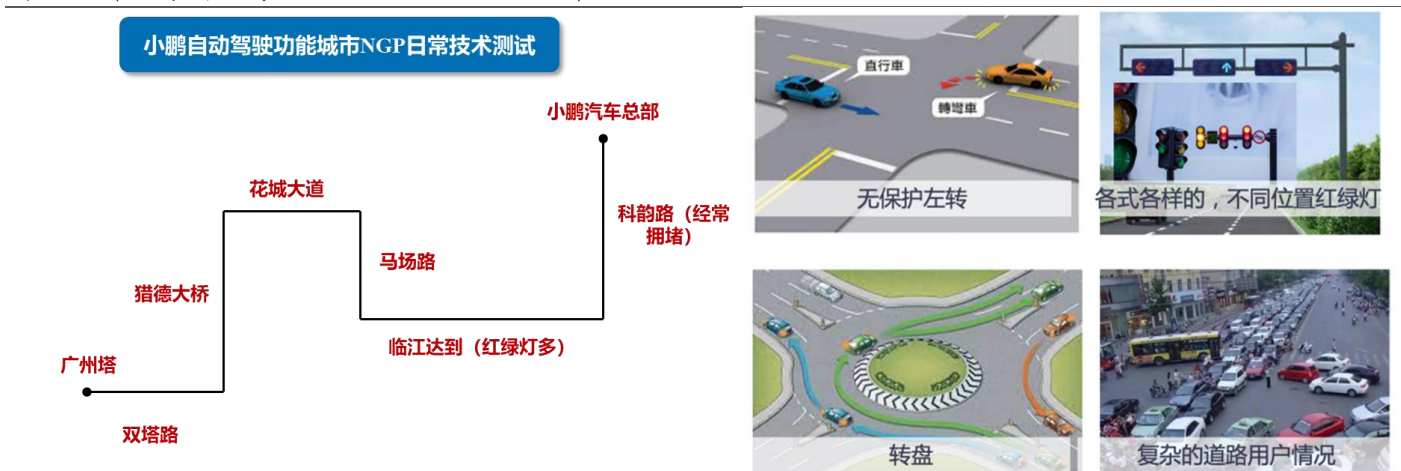 小鹏自动驾驶功能城市NGP日常技术测试
小鹏汽车总部
花城大道
科韵路（经常
拥堵）
马场路
猎德大桥
临江达到（红绿灯多）
广州塔
双塔路
直行車
轉彎車
无保护左转
各式各样的，不同位置红绿灯
转盘
复杂的道路用户情况